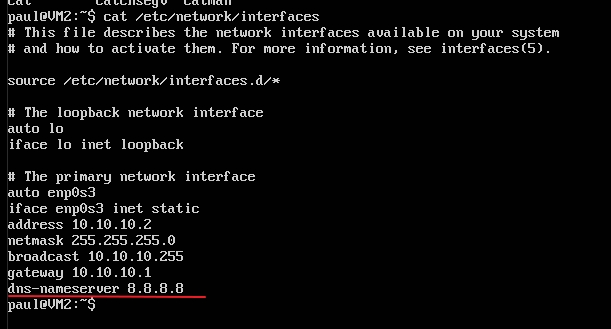 cat catchsegv catman
paul@VM2:~$ cat /etc/network/interfaces
# This file describes the network interfaces available on your system
# and how to activate them. For more information, see interfaces(5).
source /etc/network/interfaces.d/*
# The loopback network interface
auto lo
iface lo inet loopback
# The primary network interface
auto enp0s3
iface enp0s3 inet static
address 10.10.10.2
netmask 255.255.255.0
broadcast 10.10.10.255
gateway 10.10.10.1
dns-nameserver 8.8.8.8
paul@VM2:~$